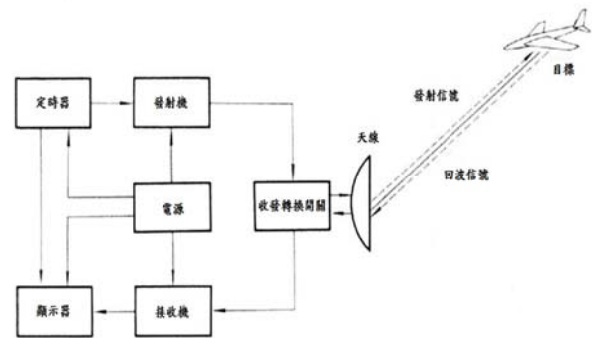 目標
發射信號
定時器
發射機
天線
回波信號
電源
收發轉換開關
顯示器
接收機